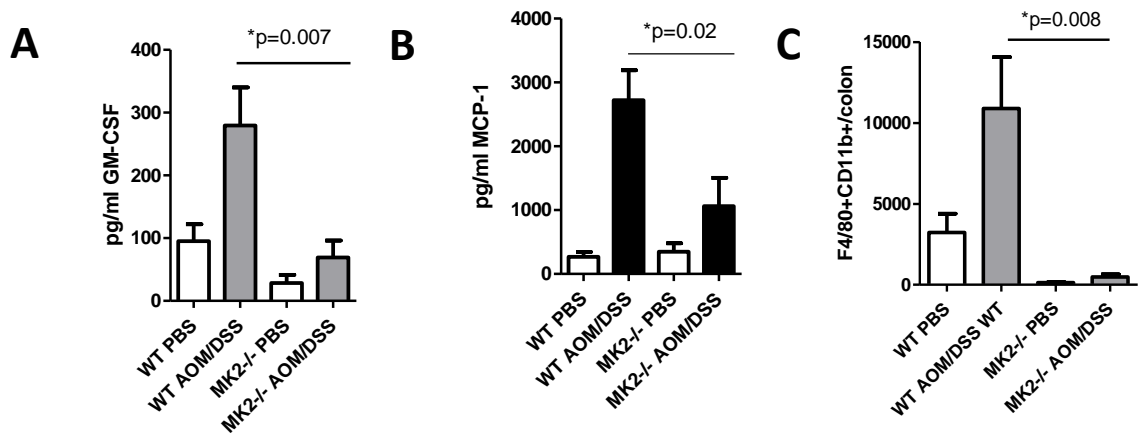 A
*p=0.007
pg/ml GM-CSF
400
300
200
100
0
WT PBS
WT AOM/DSS
MK2-/- PBS
MK2-/- AOM/DSS
B
*p=0.02
pg/ml MCP-1
4000
3000
2000
1000
0
WT PBS
WT AOM/DSS
MK2-/- PBS
MK2-/- AOM/DSS
C
*p=0.008
F4/80+CD11b+/colon
15000
10000
5000
0
WT PBS
WT AOM/DSS WT
MK2-/- PBS
MK2-/- AOM/DSS